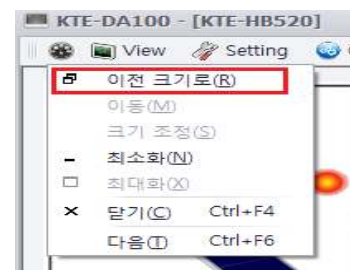 KTE-DA100 - [KTE-HB520]
View Setting
이전 크기로(R)
이동(M)
크기 조정(S)
최소화(N)
최대화(X)
닫기(C) Ctrl+F4
다음(T) Ctrl+F6